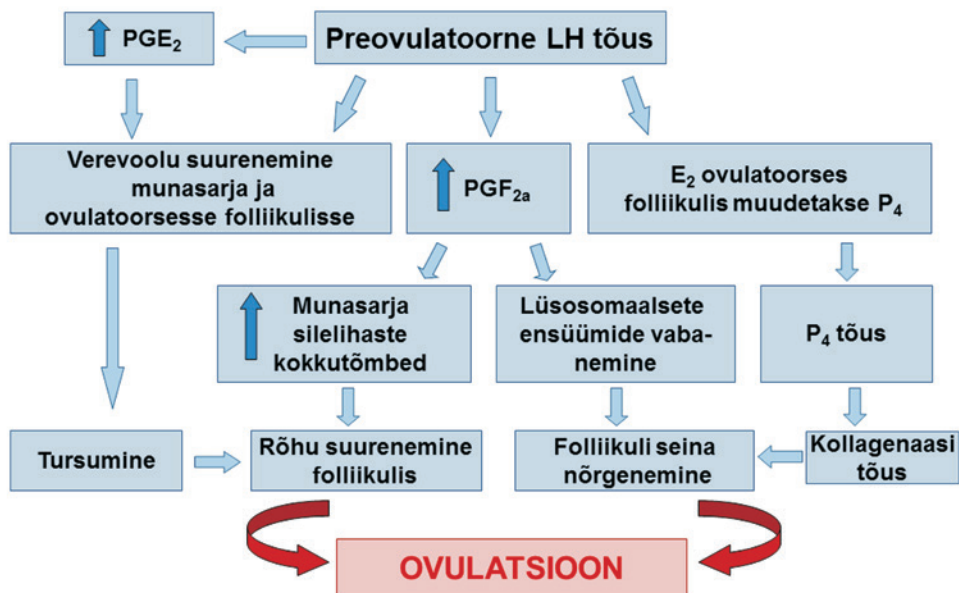 PGE₂
Preovulatoorne LH tõus
Verevoolu suurenemine
munasarja ja
ovulatoorsesse folliikulisse
PGF₂ₐ
E₂ ovulatoorses
folliikulis muudetakse P₄
Munasarja
silelihaste
kokkutõmbed
Lüsosomaalsete
ensüümide vaba-
nemine
P₄ tõus
Tursumine
Rõhu suurenemine
folliikulis
Folliikuli seina
nõrgenemine
Kollagenaasi
tõus
OVULATSIOON